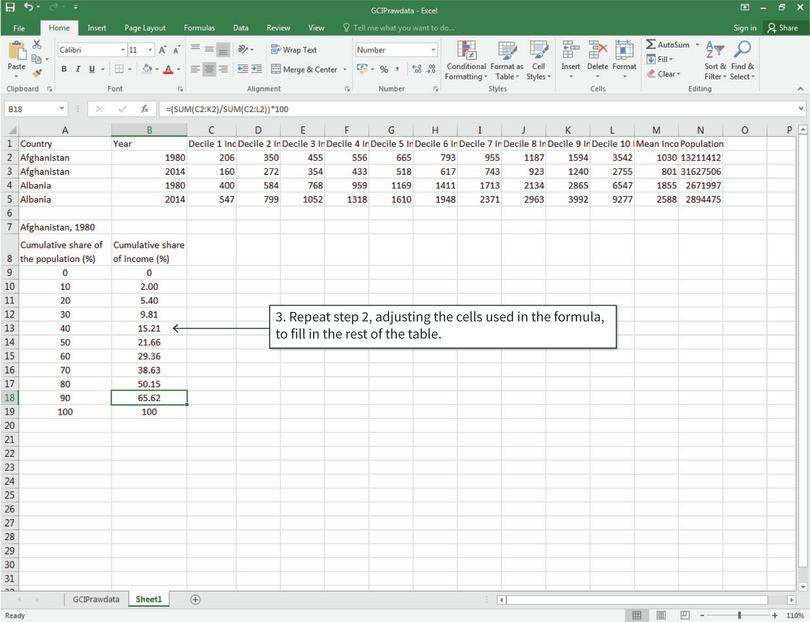 GCIPrawdata - Excel
File Home Insert Page Layout Formulas Data Review View Tell me what you want to do... Sign in Share
Paste Calibri 11 A A Wrap Text Number Conditional Format as Cell Insert Delete Format AutoSum Sort & Find &
B I U A Merge & Center % , Formatting Table Styles Fill Filter Select
Clear
Clipboard Font Alignment Number Styles Cells Editing
B18 fx =(SUM(C2:K2)/SUM(C2:L2))*100
A B C D E F G H I J K L M N O P
1 Country Year Decile 1 Inc Decile 2 Inc Decile 3 In Decile 4 In Decile 5 In Decile 6 In Decile 7 In Decile 8 In Decile 9 In Decile 10 I Mean Inco Population
2 Afghanistan 1980 206 350 455 556 665 793 955 1187 1594 3542 1030 13211412
3 Afghanistan 2014 160 272 354 433 518 617 743 923 1240 2755 801 31627506
4 Albania 1980 400 584 768 959 1169 1411 1713 2134 2865 6547 1855 2671997
5 Albania 2014 547 799 1052 1318 1610 1948 2371 2963 3992 9277 2588 2894475
6
7 Afghanistan, 1980
Cumulative share of Cumulative share
8 the population (%) of income (%)
9 0 0
10 10 2.00
11 20 5.40
12 30 9.81
3. Repeat step 2, adjusting the cells used in the formula,
13 40 15.21
to fill in the rest of the table.
14 50 21.66
15 60 29.36
16 70 38.63
17 80 50.15
18 90 65.62
19 100 100
20
21
22
23
24
25
26
27
28
29
30
31
GCIPrawdata Sheet1
Ready 110%